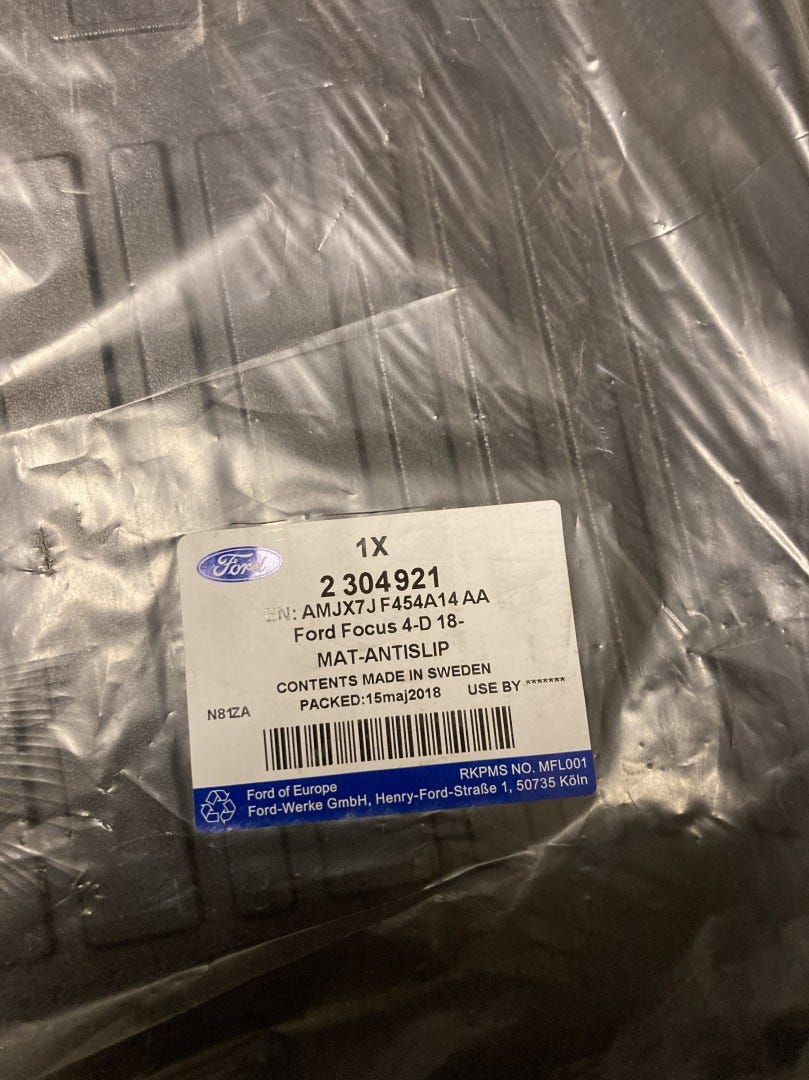 Ford
1X
2 304921
EN: AMJX7J F454A14 AA
Ford Focus 4-D 18-
MAT-ANTISLIP
CONTENTS MADE IN SWEDEN
PACKED:15maj2018 USE BY *******
N81ZA
RKPMS NO. MFL001
Ford of Europe
Ford-Werke GmbH, Henry-Ford-Straße 1, 50735 Köln